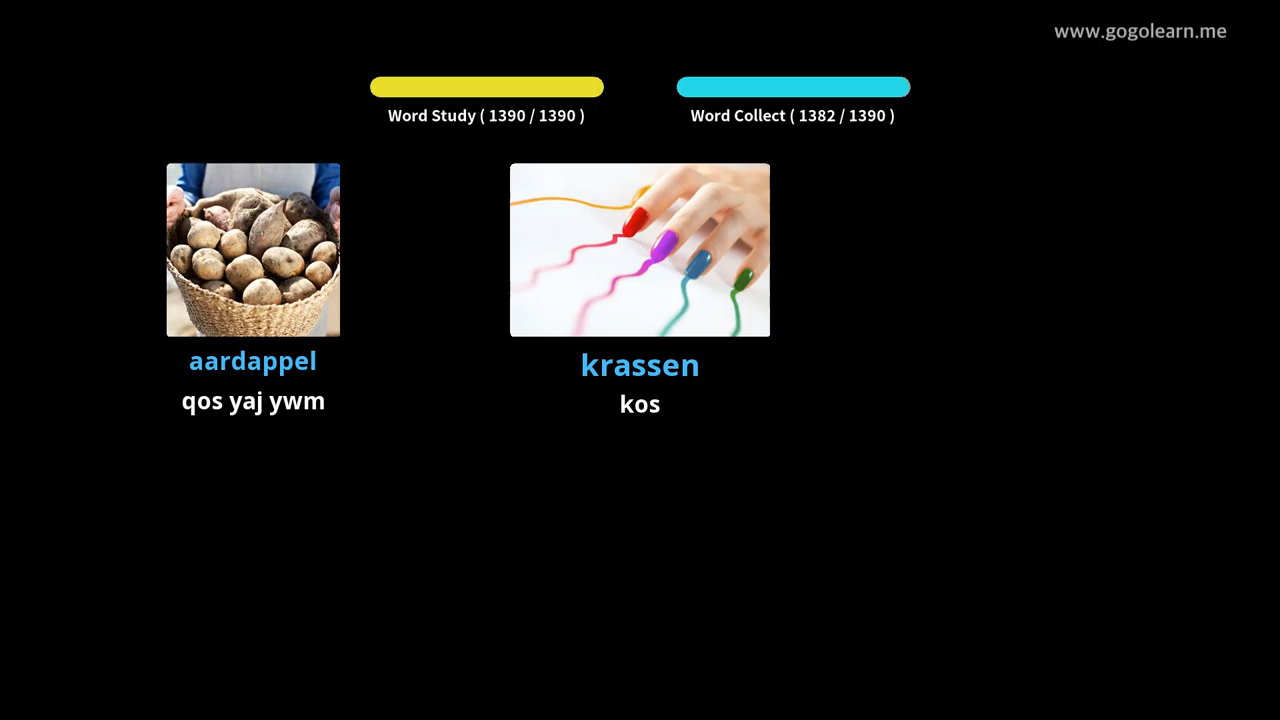 www.gogolearn.me
Word Study ( 1390 / 1390 )
Word Collect ( 1382 / 1390 )
aardappel
qos yaj ywm
krassen
kos